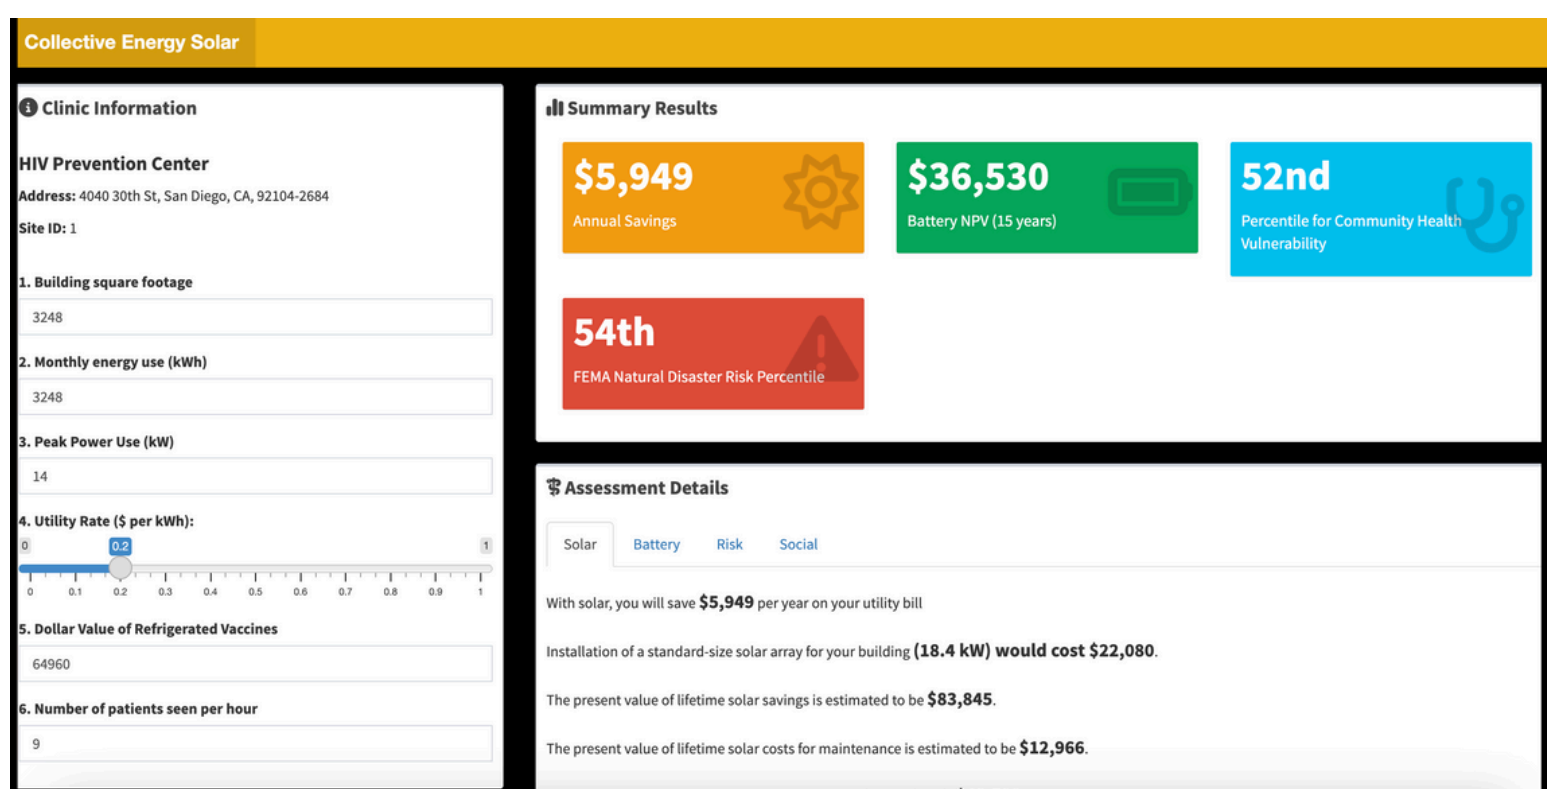 Collective Energy Solar
Clinic Information
HIV Prevention Center
Address: 4040 30th St, San Diego, CA, 92104-2684
Site ID: 1
1. Building square footage
3248
2. Monthly energy use (kWh)
3248
3. Peak Power Use (kW)
14
4. Utility Rate ($ per kWh):
0 0.2 1
0 0.1 0.2 0.3 0.4 0.5 0.6 0.7 0.8 0.9 1
5. Dollar Value of Refrigerated Vaccines
64960
6. Number of patients seen per hour
9
Summary Results
$5,949
Annual Savings
$36,530
Battery NPV (15 years)
52nd
Percentile for Community Health
Vulnerability
54th
FEMA Natural Disaster Risk Percentile
Assessment Details
Solar Battery Risk Social
With solar, you will save $5,949 per year on your utility bill
Installation of a standard-size solar array for your building (18.4 kW) would cost $22,080.
The present value of lifetime solar savings is estimated to be $83,845.
The present value of lifetime solar costs for maintenance is estimated to be $12,966.